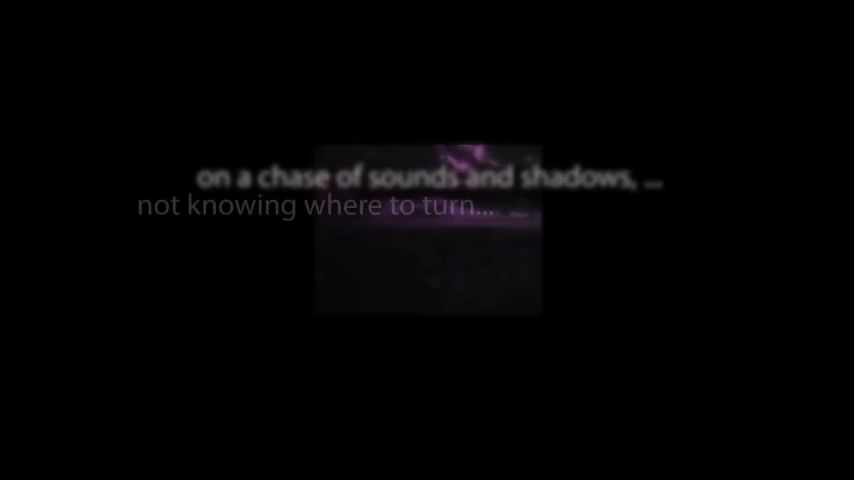 on a chase of sounds and shadows, ...
not knowing where to turn...